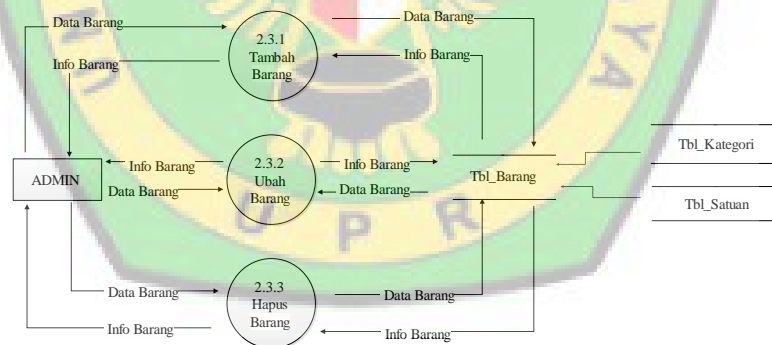 Data Barang
Data Barang
2.3.1
Tambah
Barang
Info Barang
Info Barang
Tbl_Kategori
ADMIN
Info Barang
2.3.2
Ubah
Barang
Info Barang
Tbl_Barang
Data Barang
Data Barang
Tbl_Satuan
U P R
2.3.3
Hapus
Barang
Data Barang
Data Barang
Info Barang
Info Barang